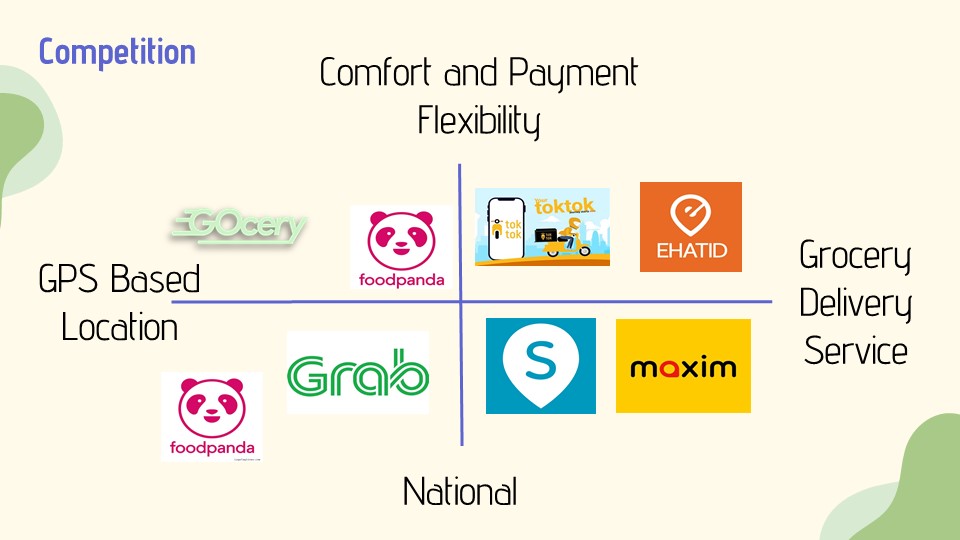 Competition
Comfort and Payment
Flexibility
GOcery
foodpanda
toktok
tok
tok
EHATID
GPS Based
Location
Grocery
Delivery
Service
Grab
S
maxim
foodpanda
National